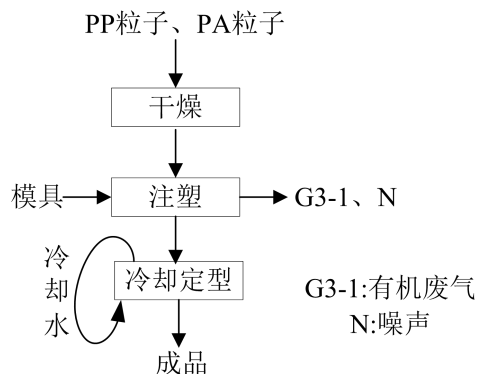 PP粒子、PA粒子
干燥
模具
注塑
G3-1、N
冷却水
冷却定型
G3-1:有机废气
N:噪声
成品